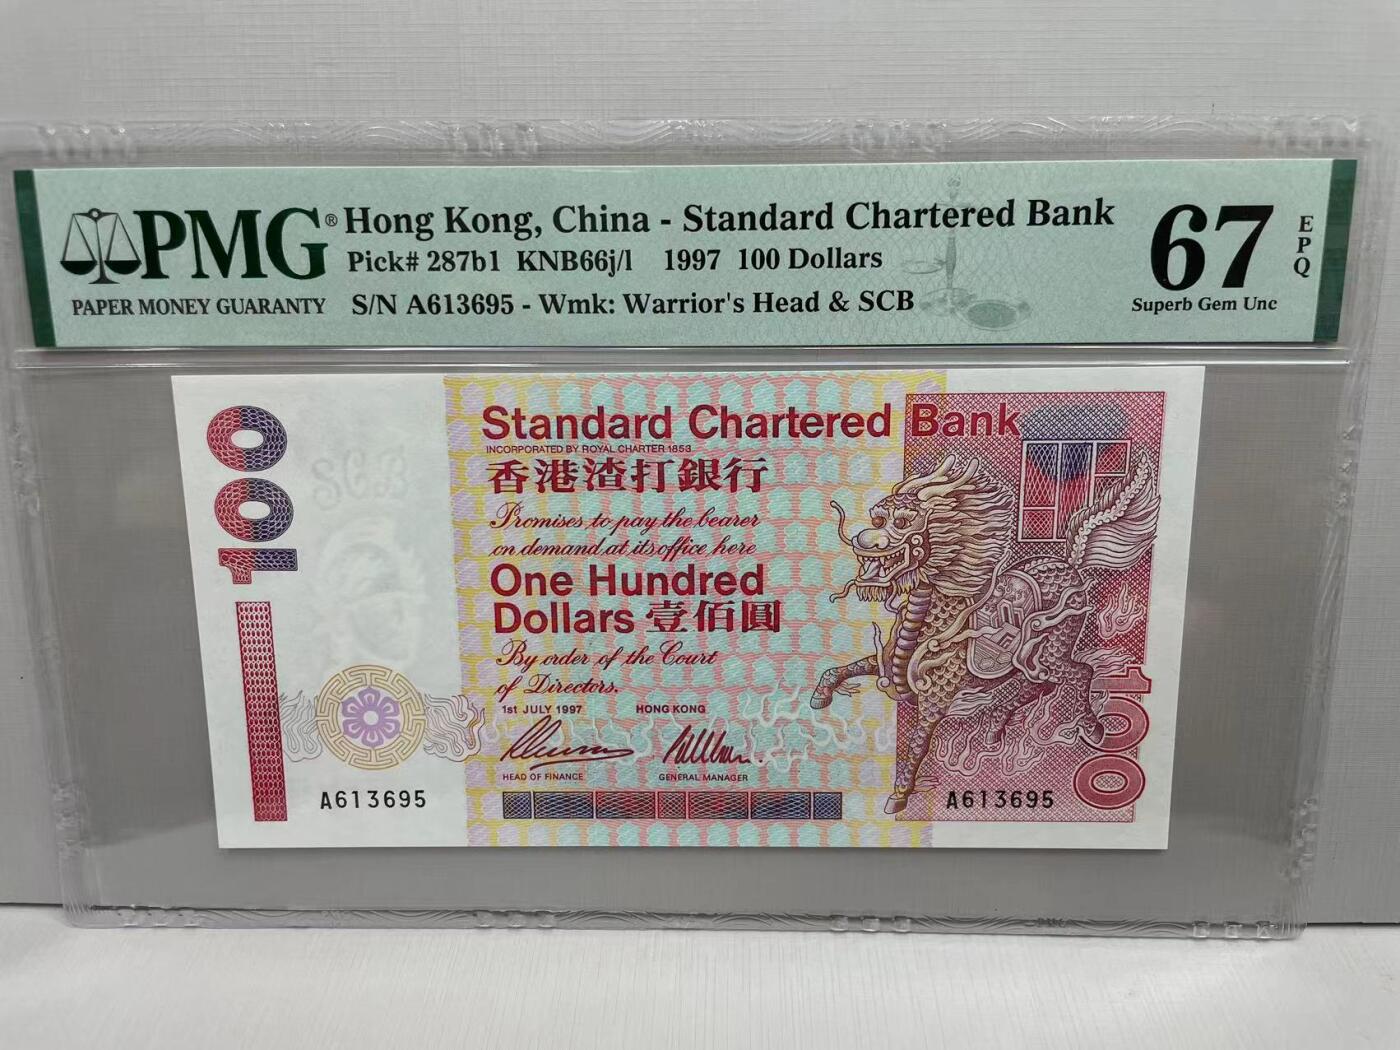 PMG®
PAPER MONEY GUARANTY
Hong Kong, China - Standard Chartered Bank
Pick# 287b1 KNB66j/l 1997 100 Dollars
S/N A613695 - Wmk: Warrior's Head & SCB
67
EPQ
Superb Gem Unc
100
Standard Chartered Bank
INCORPORATED BY ROYAL CHARTER 1853
香港渣打銀行
Promises to pay the bearer
on demand at its office here
One Hundred
Dollars 壹佰圓
By order of the Court
of Directors.
1st JULY 1997 HONG KONG
HEAD OF FINANCE GENERAL MANAGER
A613695
A613695
100
SCB